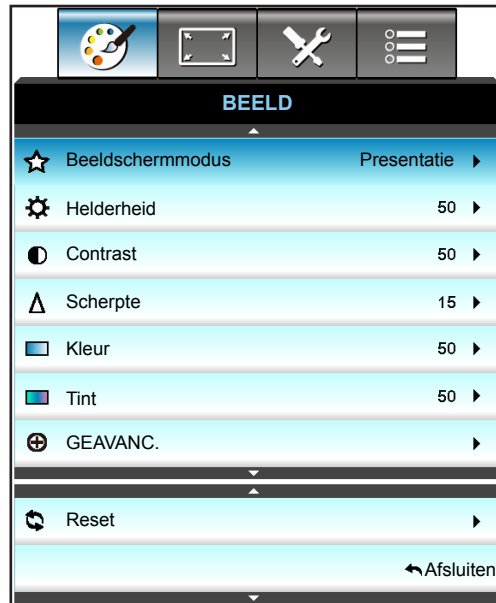 BEELD
Beeldschermmodus Presentatie
Helderheid 50
Contrast 50
Scherpte 15
Kleur 50
Tint 50
GEAVANC.
Reset
Afsluiten